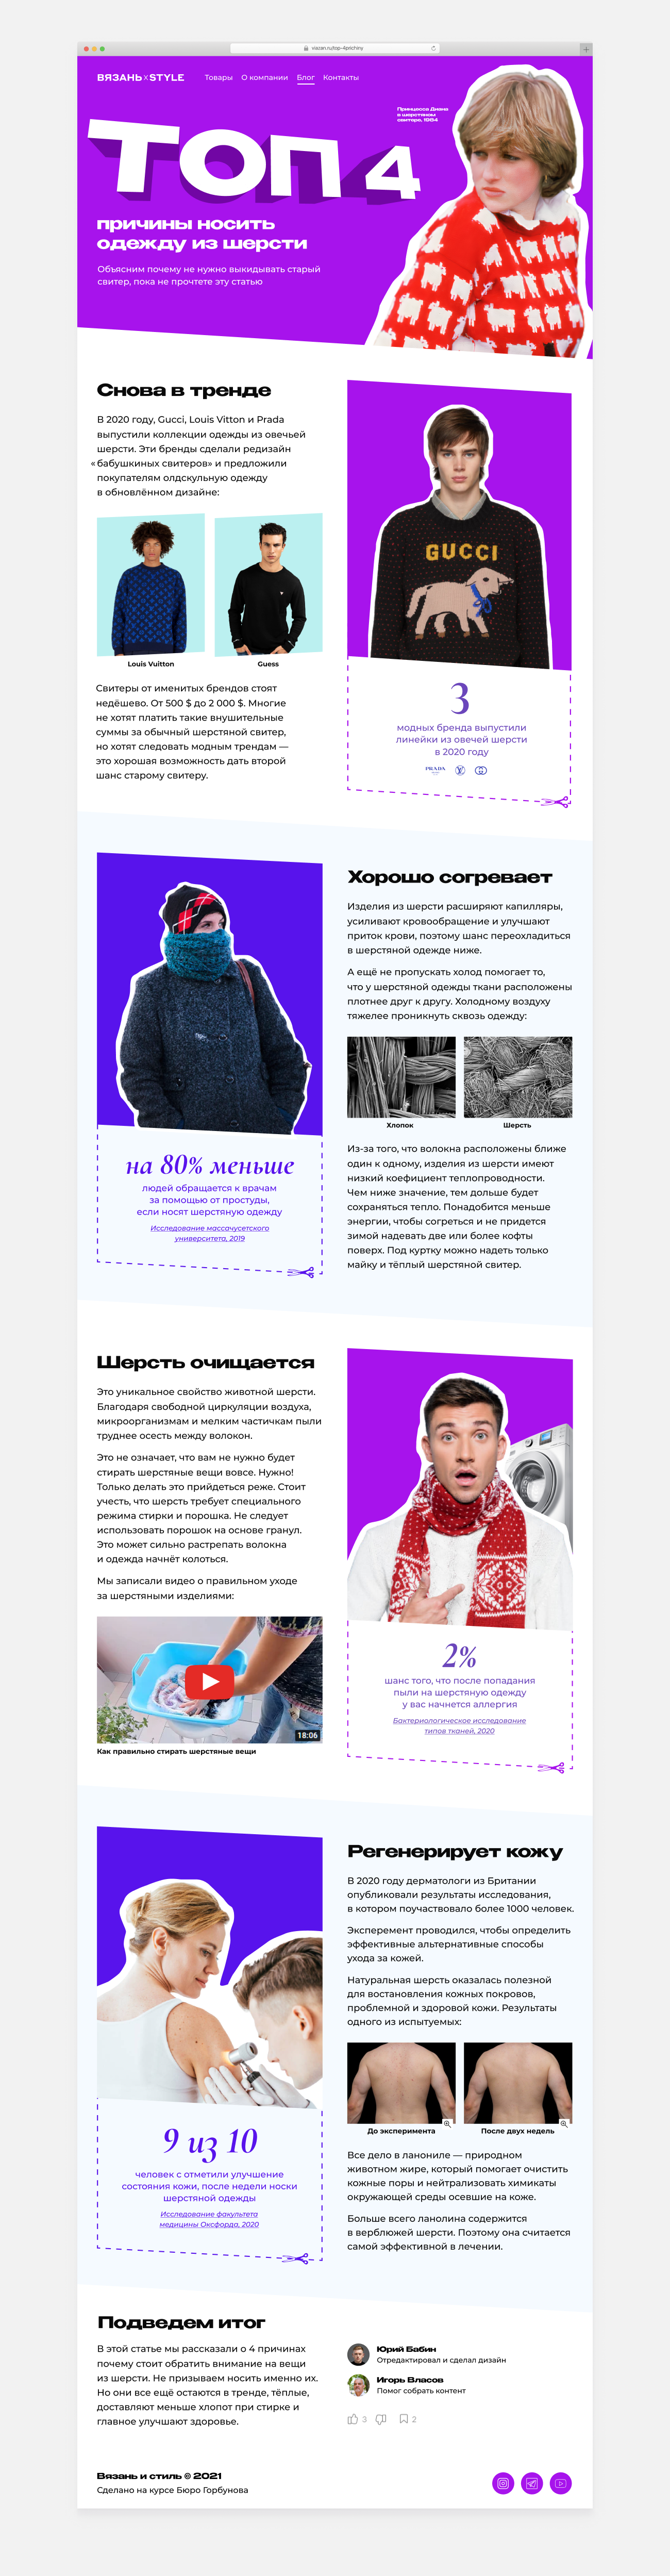 viazan.ru/top-4prichiny
ВЯЗАНЬ×STYLE
Товары О компании Блог Контакты
Принцесса Диана
в шерстяном
свитере, 1984
ТОП 4
причины носить
одежду из шерсти
Объясним почему не нужно выкидывать старый
свитер, пока не прочтете эту статью
Снова в тренде
В 2020 году, Gucci, Louis Vitton и Prada
выпустили коллекции одежды из овечьей
шерсти. Эти бренды сделали редизайн
«бабушкиных свитеров» и предложили
покупателям олдскульную одежду
в обновлённом дизайне:
Louis Vuitton
Guess
Свитеры от именитых брендов стоят
недёшево. От 500 $ до 2 000 $. Многие
не хотят платить такие внушительные
суммы за обычный шерстяной свитер,
но хотят следовать модным трендам —
это хорошая возможность дать второй
шанс старому свитеру.
GUCCI
3
модных бренда выпустили
линейки из овечей шерсти
в 2020 году
PRADA
на 80% меньше
людей обращается к врачам
за помощью от простуды,
если носят шерстяную одежду
Исследование массачусетского
университета, 2019
Хорошо согревает
Изделия из шерсти расширяют капилляры,
усиливают кровообращение и улучшают
приток крови, поэтому шанс переохладиться
в шерстяной одежде ниже.
А ещё не пропускать холод помогает то,
что у шерстяной одежды ткани расположены
плотнее друг к другу. Холодному воздуху
тяжелее проникнуть сквозь одежду:
Хлопок
Шерсть
Из-за того, что волокна расположены ближе
один к одному, изделия из шерсти имеют
низкий коефициент теплопроводности.
Чем ниже значение, тем дольше будет
сохраняться тепло. Понадобится меньше
энергии, чтобы согреться и не придется
зимой надевать две или более кофты
поверх. Под куртку можно надеть только
майку и тёплый шерстяной свитер.
Шерсть очищается
Это уникальное свойство животной шерсти.
Благодаря свободной циркуляции воздуха,
микроорганизмам и мелким частичкам пыли
труднее осесть между волокон.
Это не означает, что вам не нужно будет
стирать шерстяные вещи вовсе. Нужно!
Только делать это прийдеться реже. Стоит
учесть, что шерсть требует специального
режима стирки и порошка. Не следует
использовать порошок на основе гранул.
Это может сильно растрепать волокна
и одежда начнёт колоться.
Мы записали видео о правильном уходе
за шерстяными изделиями:
18:06
Как правильно стирать шерстяные вещи
2%
шанс того, что после попадания
пыли на шерстяную одежду
у вас начнется аллергия
Бактериологическое исследование
типов тканей, 2020
9 из 10
человек с отметили улучшение
состояния кожи, после недели носки
шерстяной одежды
Исследование факультета
медицины Оксфорда, 2020
Регенерирует кожу
В 2020 году дерматологи из Британии
опубликовали результаты исследования,
в котором поучаствовало более 1000 человек.
Эксперемент проводился, чтобы определить
эффективные альтернативные способы
ухода за кожей.
Натуральная шерсть оказалась полезной
для востановления кожных покровов,
проблемной и здоровой кожи. Результаты
одного из испытуемых:
До эксперимента
После двух недель
Все дело в ланониле — природном
животном жире, который помогает очистить
кожные поры и нейтрализовать химикаты
окружающей среды осевшие на коже.
Больше всего ланолина содержится
в верблюжей шерсти. Поэтому она считается
самой эффективной в лечении.
Подведем итог
В этой статье мы рассказали о 4 причинах
почему стоит обратить внимание на вещи
из шерсти. Не призываем носить именно их.
Но они все ещё остаются в тренде, тёплые,
доставляют меньше хлопот при стирке и
главное улучшают здоровье.
Юрий Бабин
Отредактировал и сделал дизайн
Игорь Власов
Помог собрать контент
3
2
Вязань и стиль © 2021
Сделано на курсе Бюро Горбунова